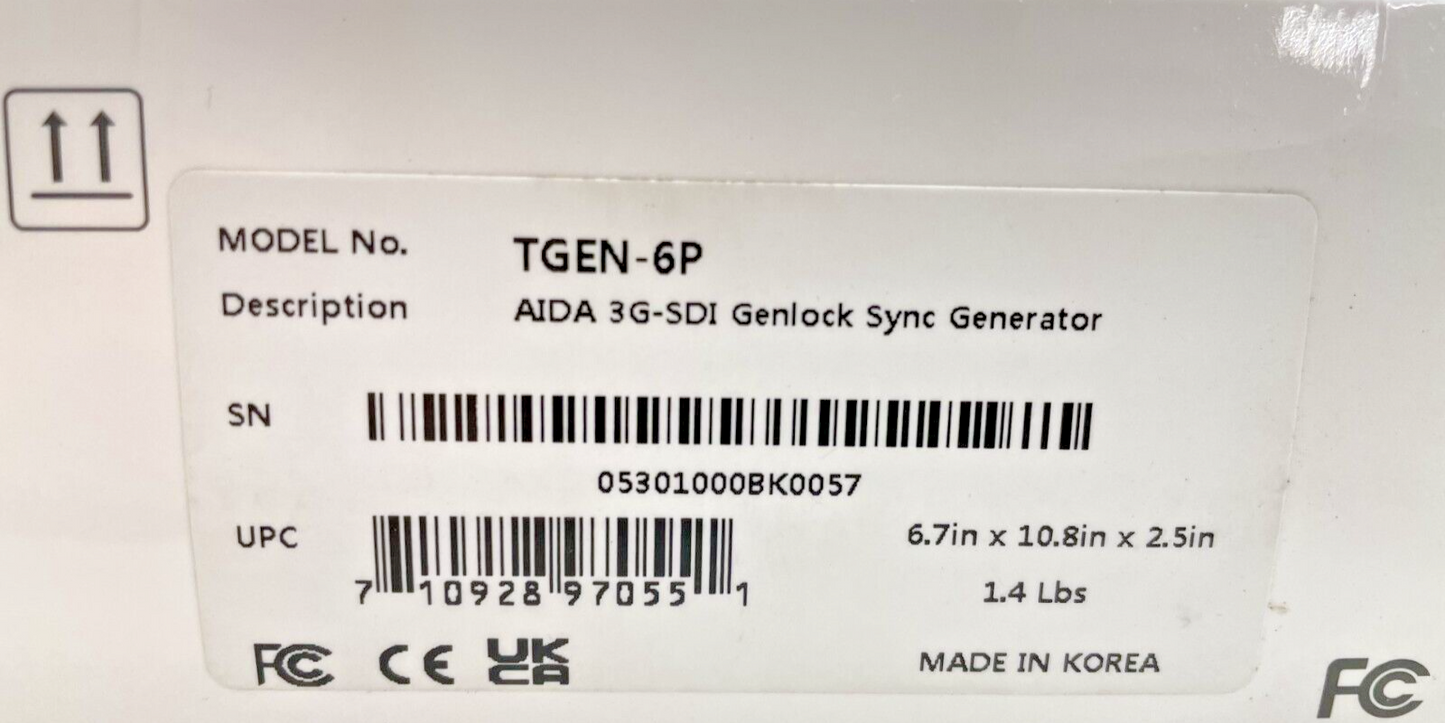 MODEL No. TGEN-6P
Description AIDA 3G-SDI Genlock Sync Generator
SN
05301000BK0057
UPC 6.7in x 10.8in x 2.5in
7 10928 97055 1
1.4 Lbs
FC CE UK CA MADE IN KOREA
FC